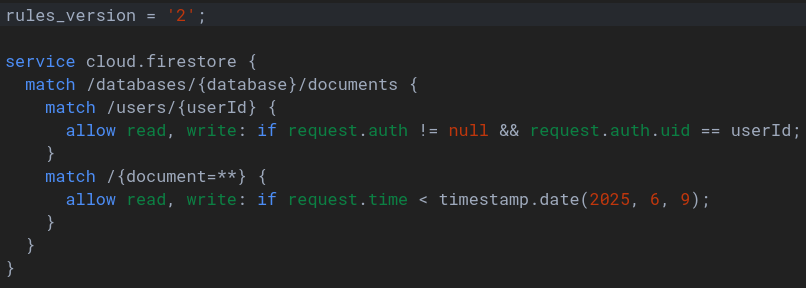 rules_version = '2';
service cloud.firestore {
match /databases/{database}/documents {
match /users/{userId} {
allow read, write: if request.auth != null && request.auth.uid == userId;
}
match /{document=**} {
allow read, write: if request.time < timestamp.date(2025, 6, 9);
}
}
}